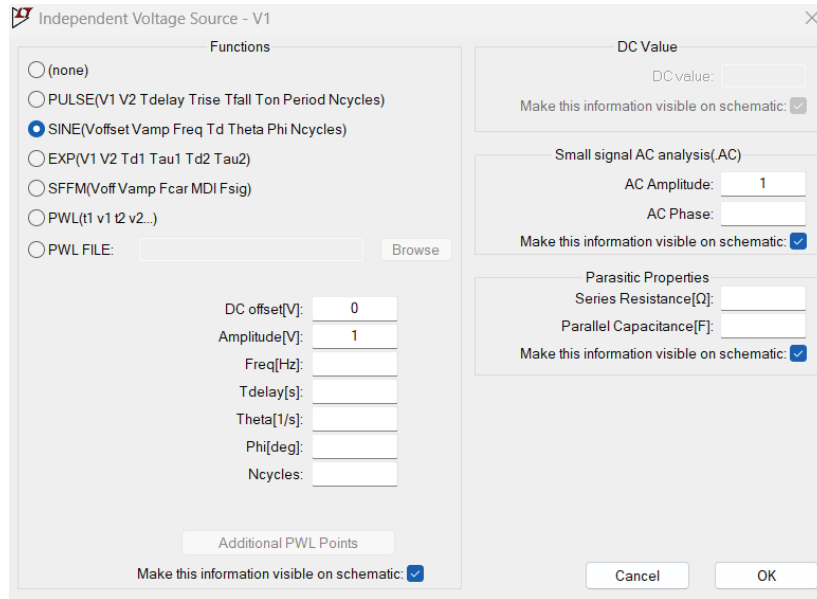 Independent Voltage Source - V1
Functions
(none)
PULSE(V1 V2 Tdelay Trise Tfall Ton Period Ncycles)
SINE(Voffset Vamp Freq Td Theta Phi Ncycles)
EXP(V1 V2 Td1 Tau1 Td2 Tau2)
SFFM(Voff Vamp Fcar MDI Fsig)
PWL(t1 v1 t2 v2...)
PWL FILE: Browse
DC offset[V]: 0
Amplitude[V]: 1
Freq[Hz]:
Tdelay[s]:
Theta[1/s]:
Phi[deg]:
Ncycles:
Additional PWL Points
Make this information visible on schematic:
DC Value
DC value:
Make this information visible on schematic:
Small signal AC analysis(.AC)
AC Amplitude: 1
AC Phase:
Make this information visible on schematic:
Parasitic Properties
Series Resistance[Ω]:
Parallel Capacitance[F]:
Make this information visible on schematic:
Cancel OK